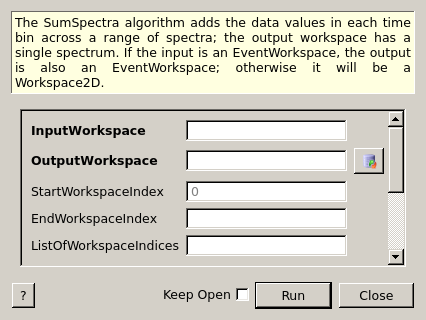 The SumSpectra algorithm adds the data values in each time
bin across a range of spectra; the output workspace has a
single spectrum. If the input is an EventWorkspace, the output
is also an EventWorkspace; otherwise it will be a
Workspace2D.
InputWorkspace
OutputWorkspace
StartWorkspaceIndex 0
EndWorkspaceIndex
ListOfWorkspaceIndices
? Keep Open Run Close